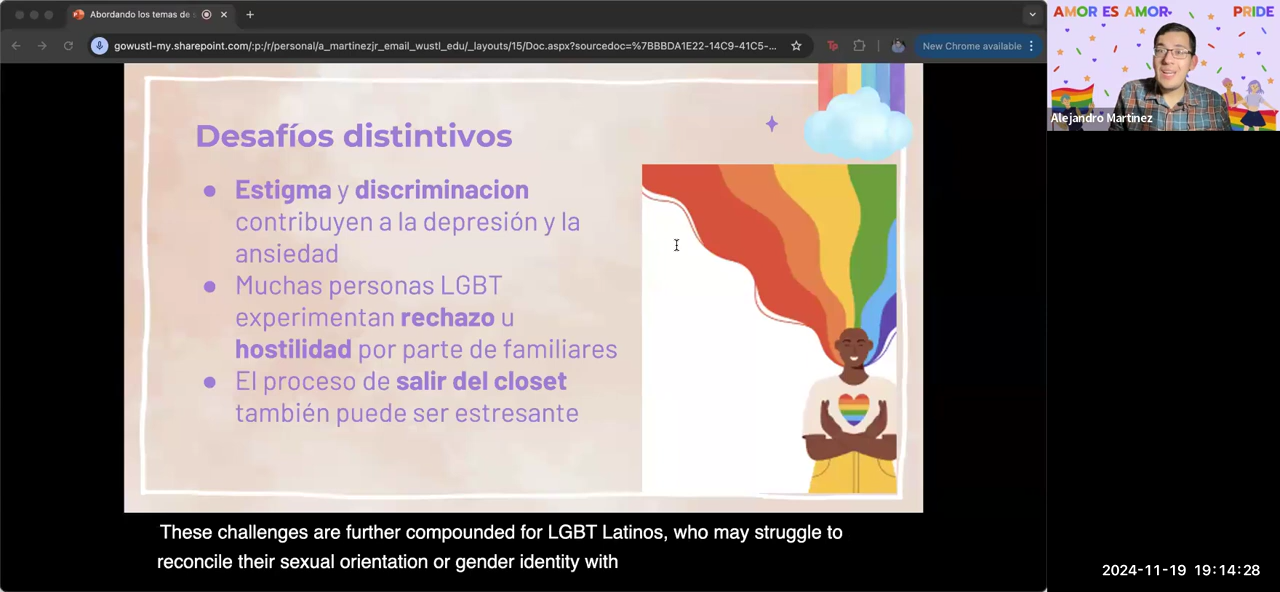 Abordando los temas de
gowustl-my.sharepoint.com/:p:/r/personal/a_martinezjr_email_wustl_edu/_layouts/15/Doc.aspx?sourcedoc=%7BBBDA1E22-14C9-41C5-...
Tp
New Chrome available
AMOR ES AMOR
PRIDE
Alejandro Martinez
Desafíos distintivos
● Estigma y discriminacion
contribuyen a la depresión y la
ansiedad
● Muchas personas LGBT
experimentan rechazo u
hostilidad por parte de familiares
● El proceso de salir del closet
también puede ser estresante
These challenges are further compounded for LGBT Latinos, who may struggle to
reconcile their sexual orientation or gender identity with
2024-11-19 19:14:28